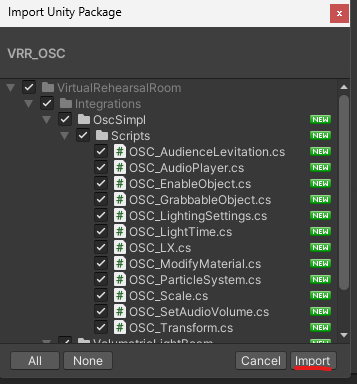 Import Unity Package
x
VRR_OSC
VirtualRehearsalRoom
Integrations
OscSimpl NEW
Scripts NEW
# OSC_AudienceLevitation.cs NEW
# OSC_AudioPlayer.cs NEW
# OSC_EnableObject.cs NEW
# OSC_GrabbableObject.cs NEW
# OSC_LightingSettings.cs NEW
# OSC_LightTime.cs NEW
# OSC_LX.cs NEW
# OSC_ModifyMaterial.cs NEW
# OSC_ParticleSystem.cs NEW
# OSC_Scale.cs NEW
# OSC_SetAudioVolume.cs NEW
# OSC_Transform.cs NEW
VolumetricLightBeam NEW
All None Cancel Import